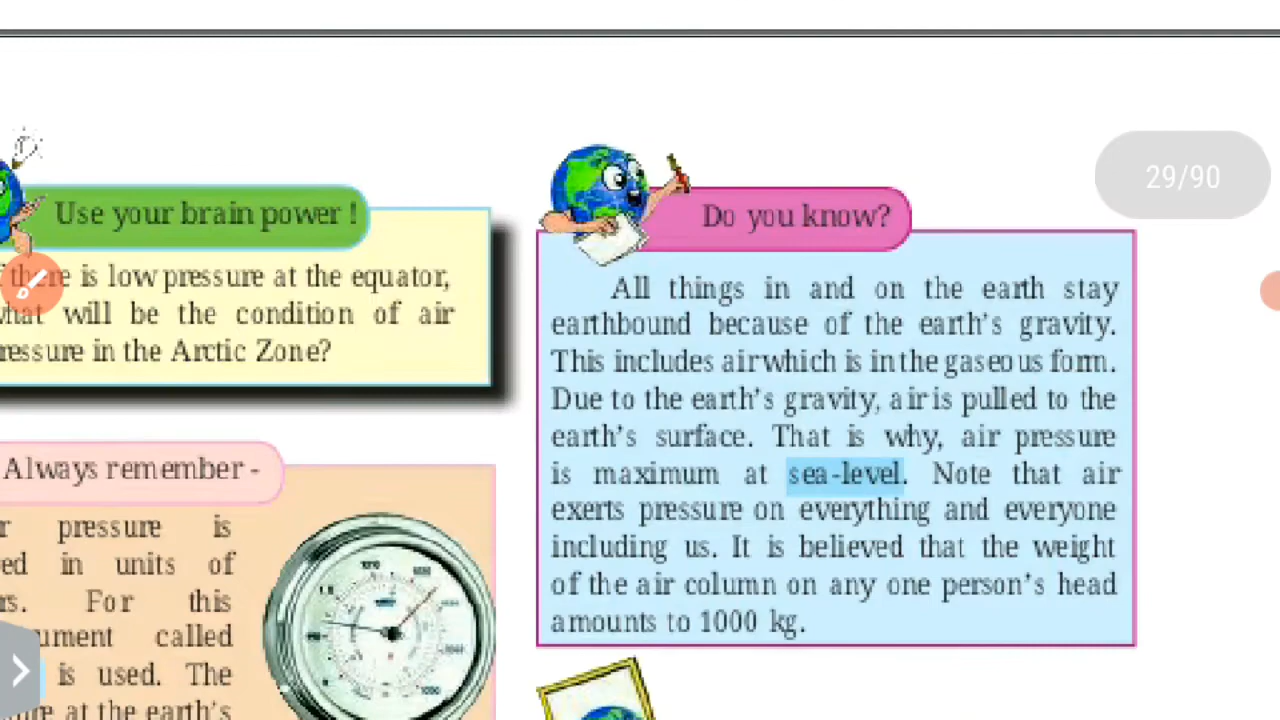 29/90
Use your brain power !
there is low pressure at the equator,
what will be the condition of air
ressure in the Arctic Zone?
Always remember -
r pressure is
ed in units of
rs. For this
ument called
is used. The
at the earth's
Do you know?
All things in and on the earth stay
earthbound because of the earth's gravity.
This includes air which is in the gaseous form.
Due to the earth's gravity, air is pulled to the
earth's surface. That is why, air pressure
is maximum at sea-level. Note that air
exerts pressure on everything and everyone
including us. It is believed that the weight
of the air column on any one person's head
amounts to 1000 kg.